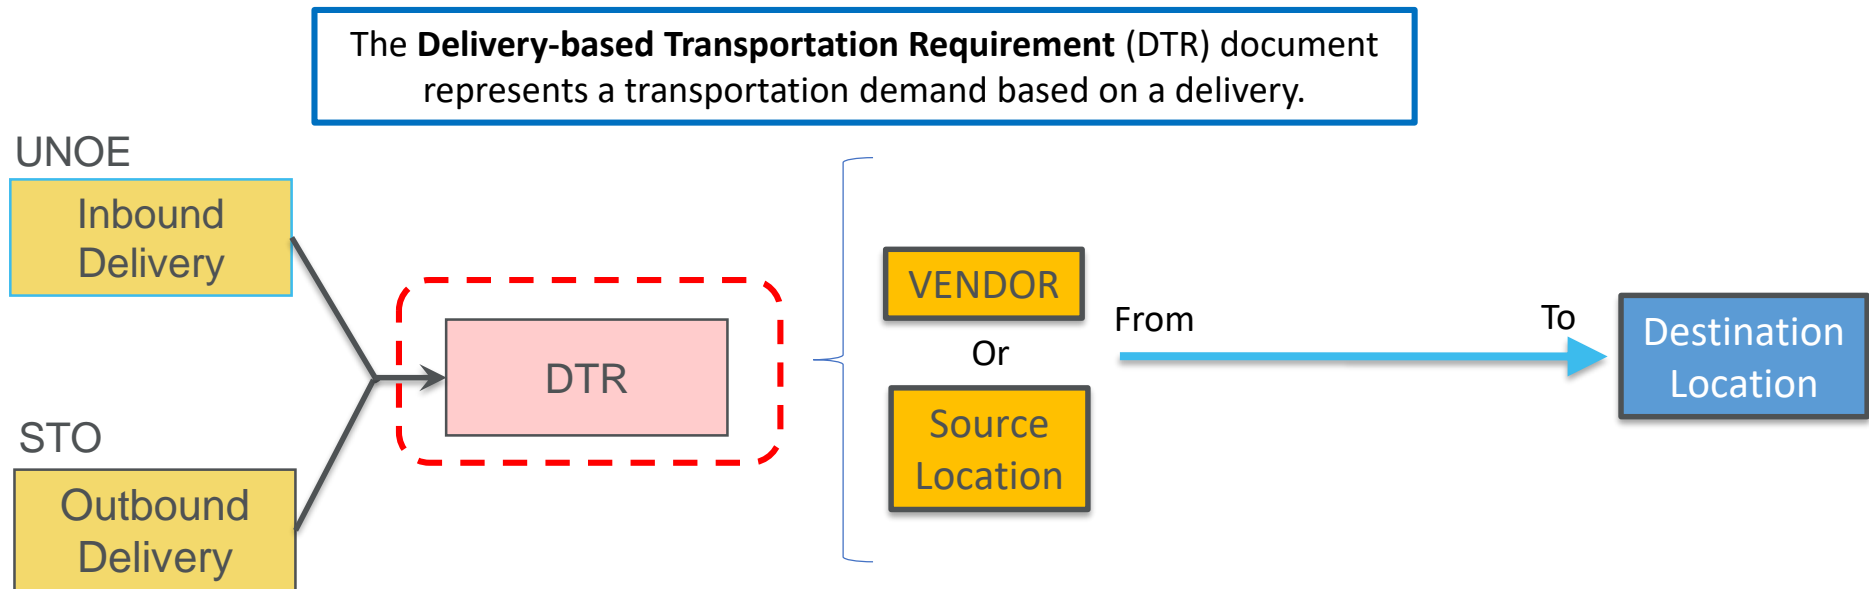 The Delivery-based Transportation Requirement (DTR) document
represents a transportation demand based on a delivery.
UNOE
Inbound
Delivery
STO
Outbound
Delivery
DTR
VENDOR
Or
Source
Location
From
To
Destination
Location